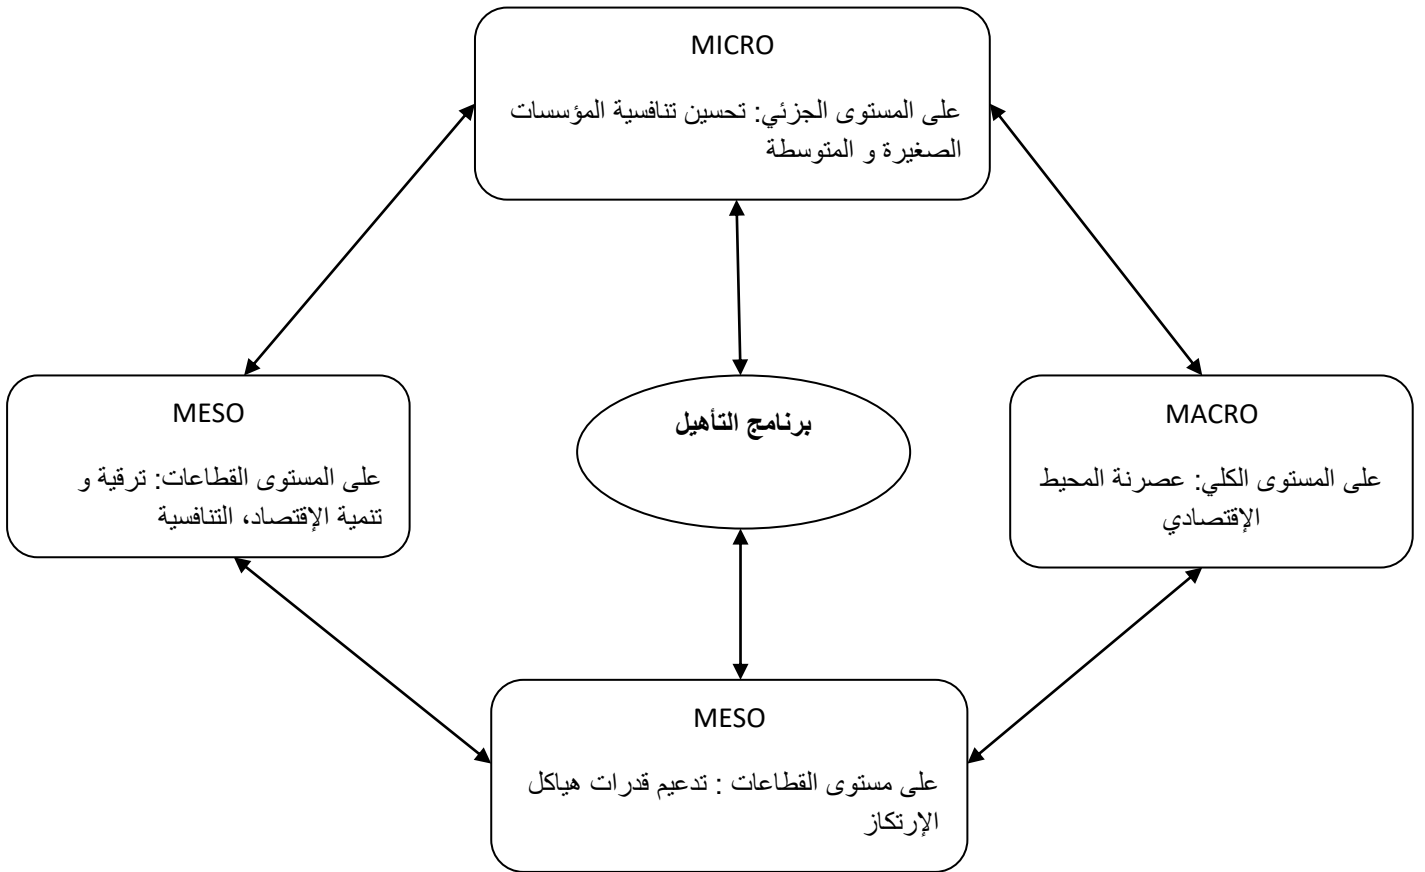 MICRO
على المستوى الجزئي: تحسين تنافسية المؤسسات
الصغيرة و المتوسطة
MESO
على المستوى القطاعات: ترقية و
تنمية الإقتصاد، التنافسية
برنامج التأهيل
MACRO
على المستوى الكلي: عصرنة المحيط
الإقتصادي
MESO
على مستوى القطاعات : تدعيم قدرات هياكل
الإرتكاز